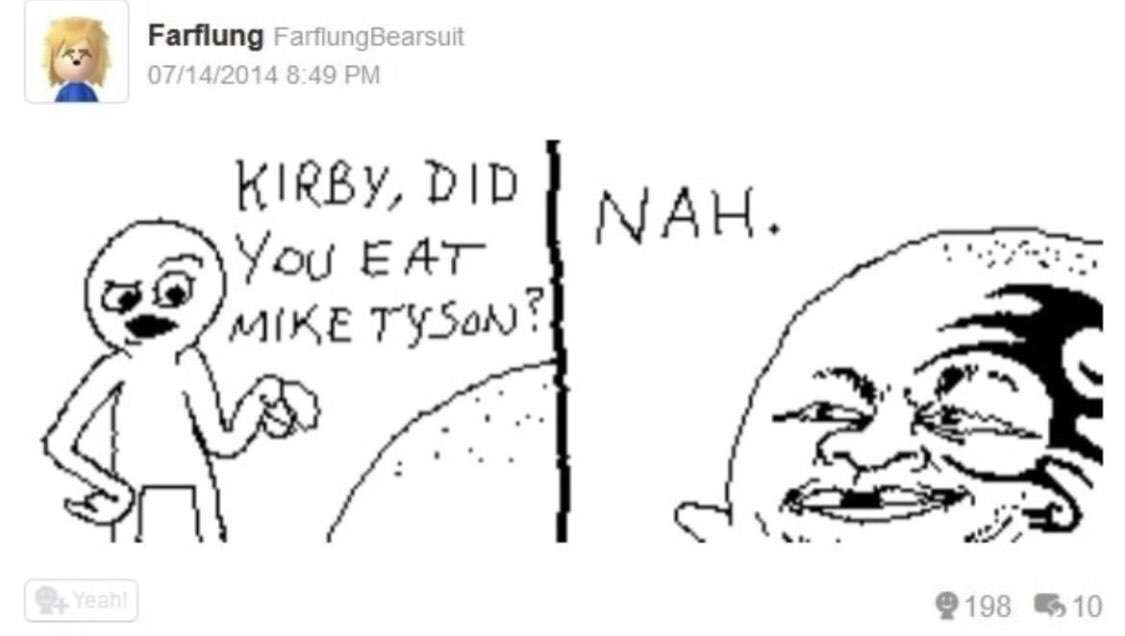 Farflung FarflungBearsuit
07/14/2014 8:49 PM
KIRBY, DID
YOU EAT
MIKE TYSON?
NAH.
Yeah!
198 10